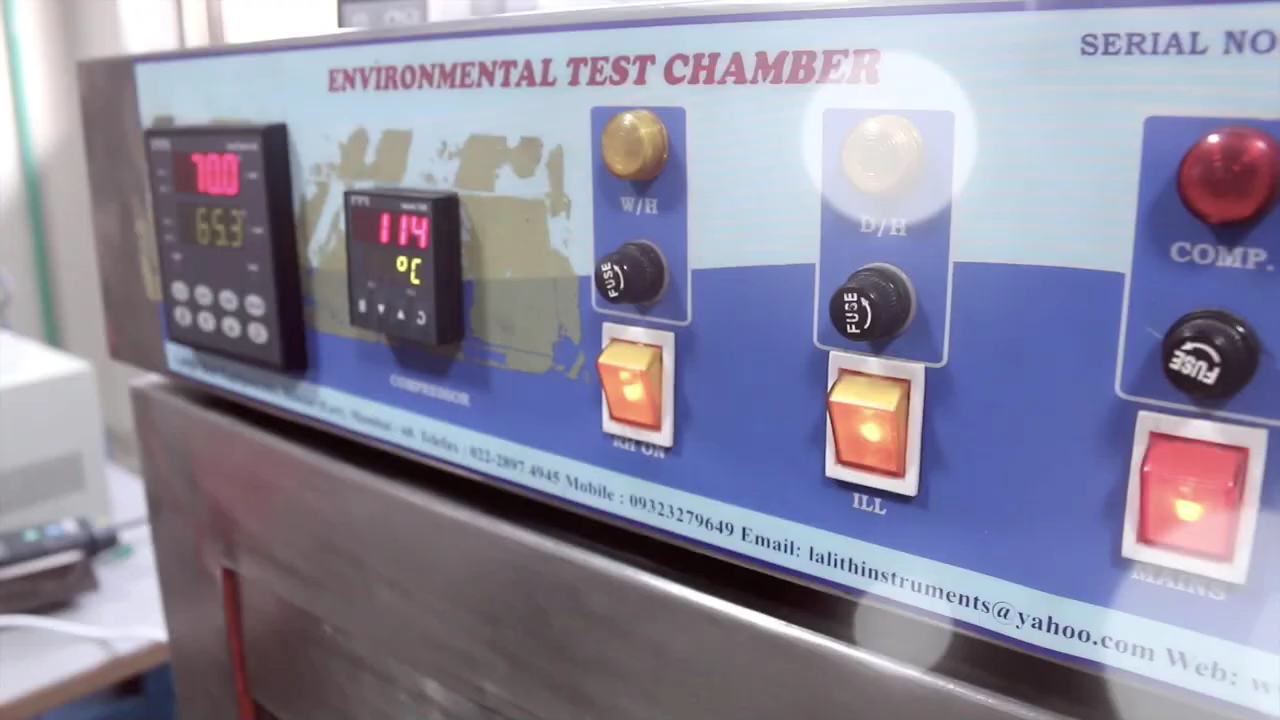 ENVIRONMENTAL TEST CHAMBER
SERIAL NO
70.0
65.3
114
°C
W/H
D/H
COMP.
FUSE
FUSE
FUSE
COMPRESSOR
RH ON
ILL
MAINS
022-2897 4945 Mobile : 09323279649 Email: lalithinstruments@yahoo.com Web: